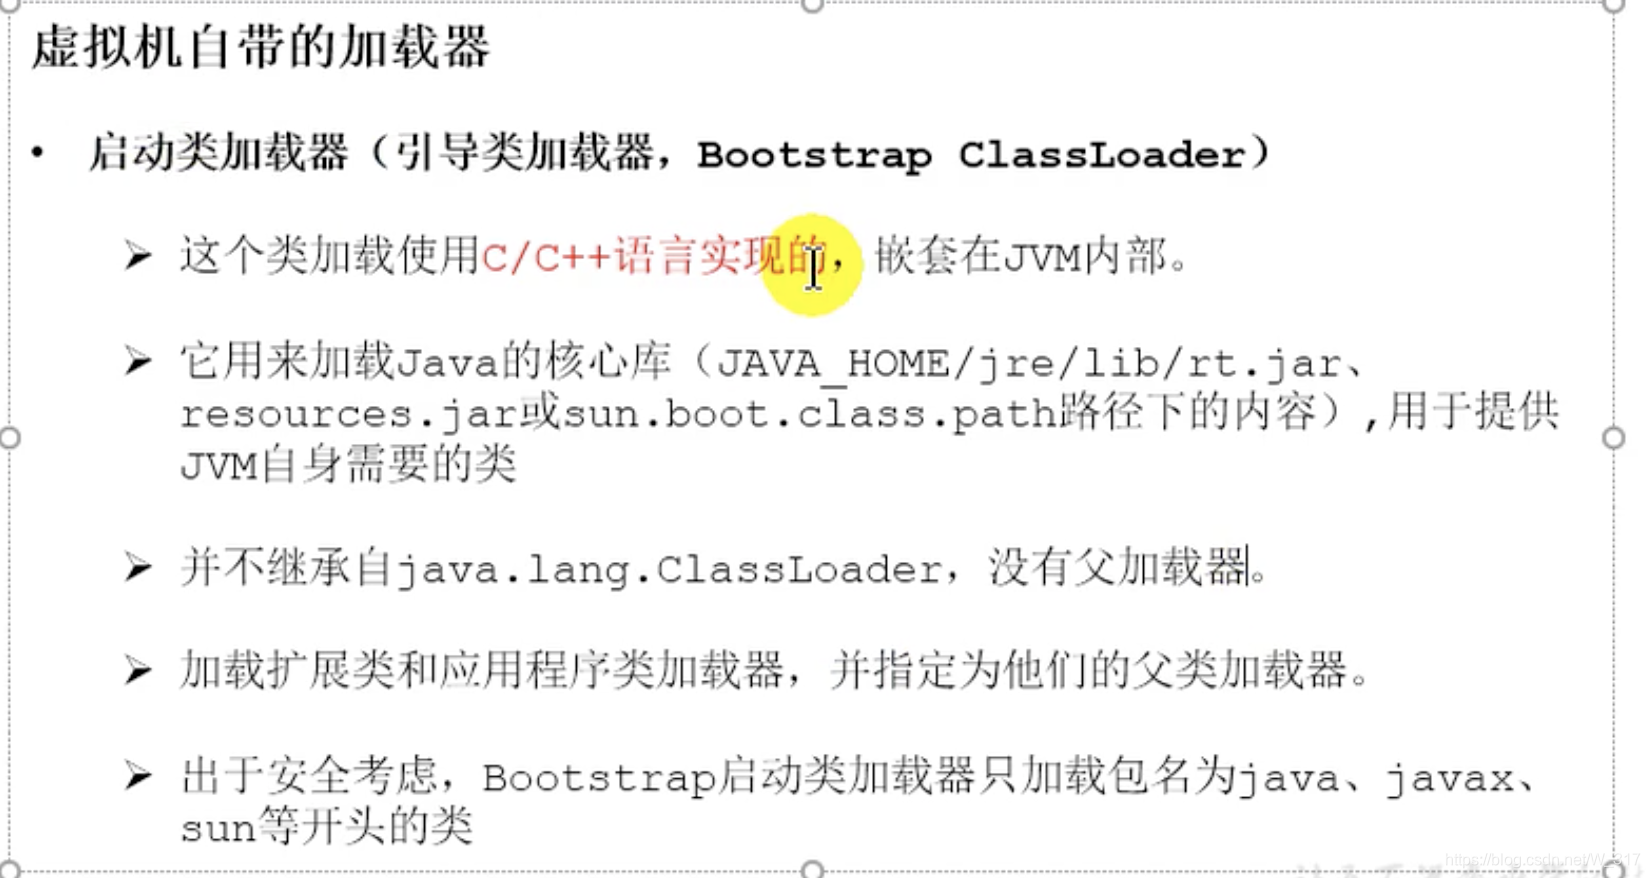 虚拟机自带的加载器
• 启动类加载器（引导类加载器，Bootstrap ClassLoader）
➢ 这个类加载使用C/C++语言实现的，嵌套在JVM内部。
➢ 它用来加载Java的核心库（JAVA_HOME/jre/lib/rt.jar、
resources.jar或sun.boot.class.path路径下的内容）,用于提供
JVM自身需要的类
➢ 并不继承自java.lang.ClassLoader，没有父加载器。
➢ 加载扩展类和应用程序类加载器，并指定为他们的父类加载器。
➢ 出于安全考虑，Bootstrap启动类加载器只加载包名为java、javax、
sun等开头的类